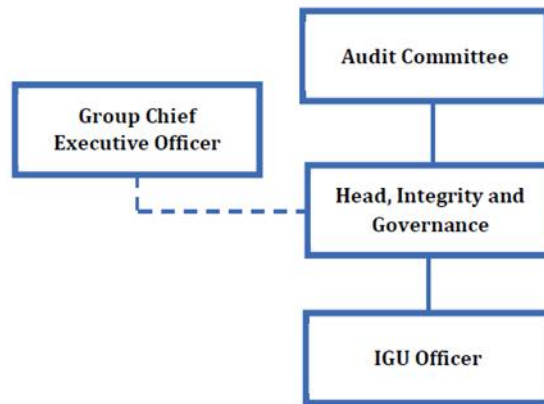 Audit Committee
Group Chief
Executive Officer
Head, Integrity and
Governance
IGU Officer